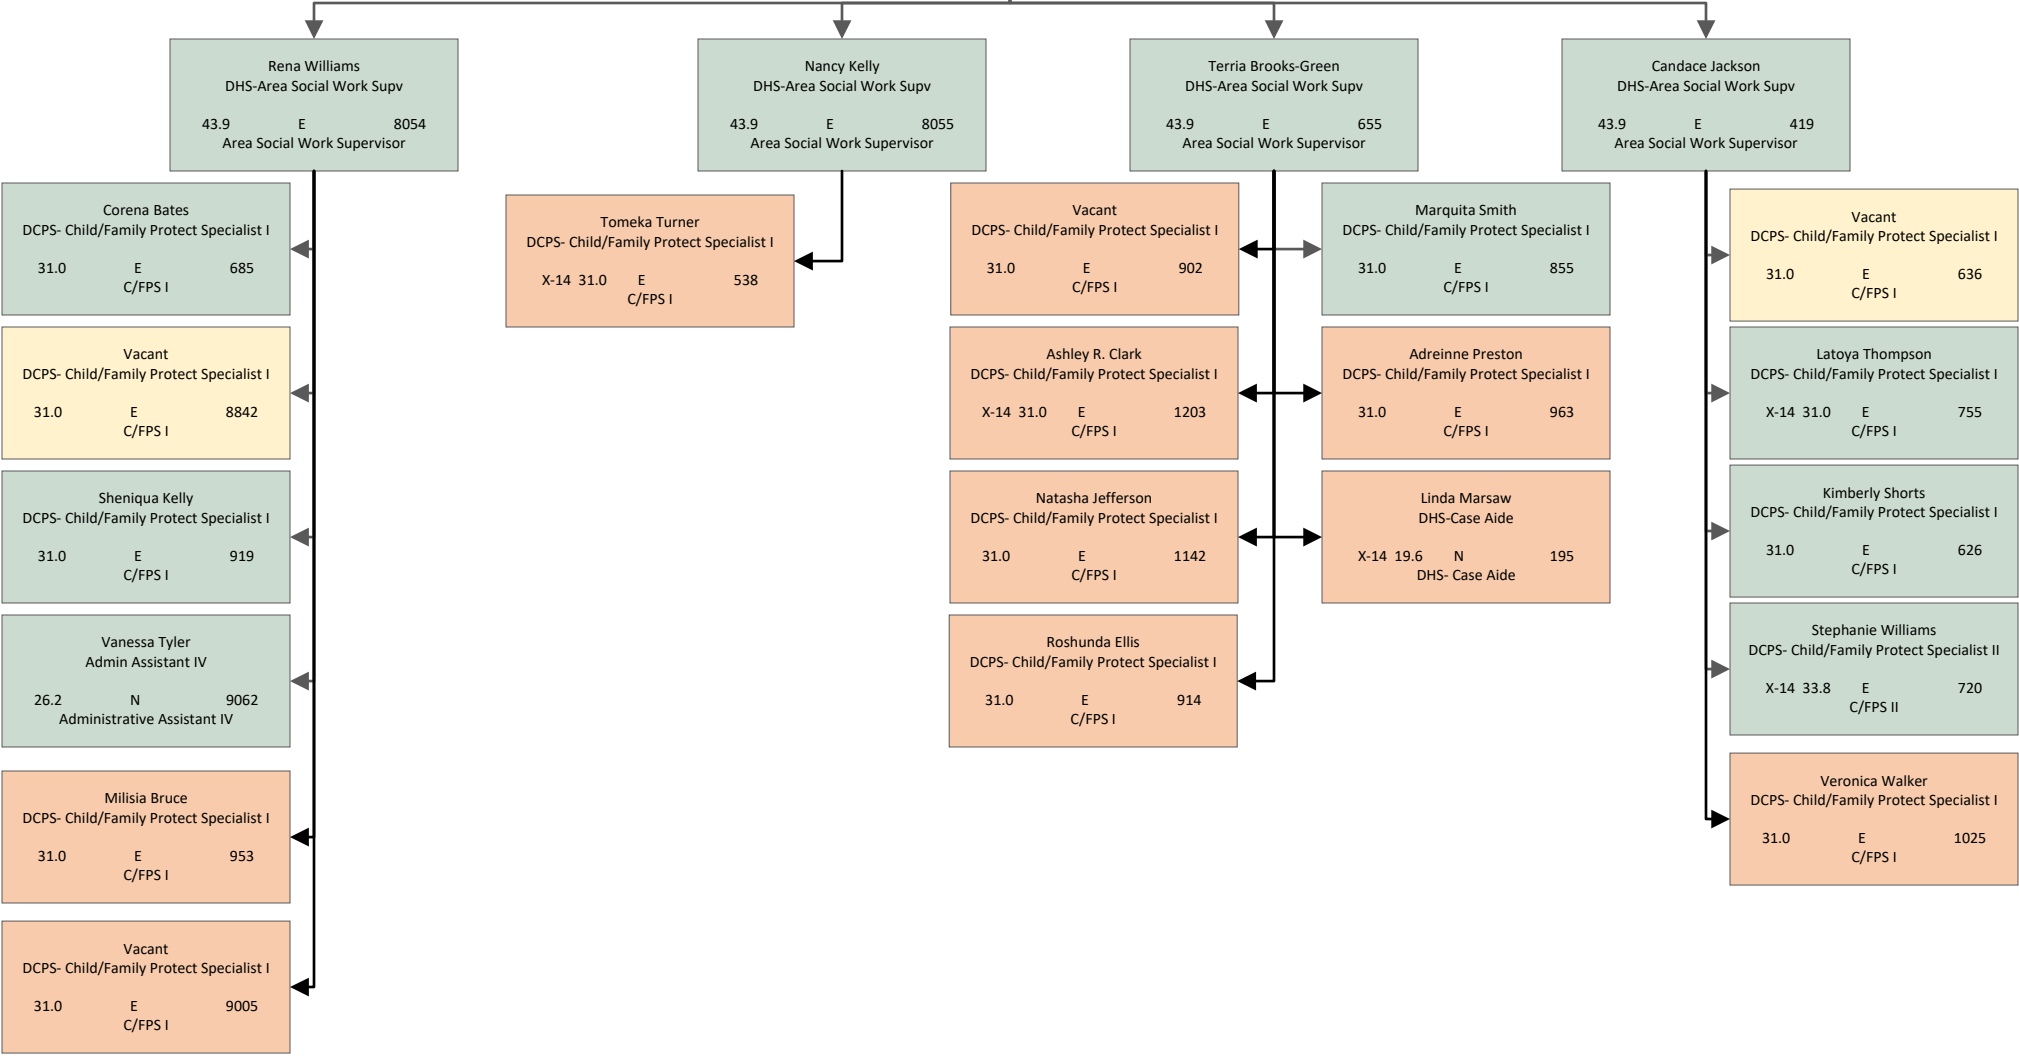 Rena Williams
DHS-Area Social Work Supv
43.9 E 8054
Area Social Work Supervisor
Nancy Kelly
DHS-Area Social Work Supv
43.9 E 8055
Area Social Work Supervisor
Terria Brooks-Green
DHS-Area Social Work Supv
43.9 E 655
Area Social Work Supervisor
Candace Jackson
DHS-Area Social Work Supv
43.9 E 419
Area Social Work Supervisor
Corena Bates
DCPS- Child/Family Protect Specialist I
31.0 E 685
C/FPS I
Vacant
DCPS- Child/Family Protect Specialist I
31.0 E 8842
C/FPS I
Sheniqua Kelly
DCPS- Child/Family Protect Specialist I
31.0 E 919
C/FPS I
Vanessa Tyler
Admin Assistant IV
26.2 N 9062
Administrative Assistant IV
Milisia Bruce
DCPS- Child/Family Protect Specialist I
31.0 E 953
C/FPS I
Vacant
DCPS- Child/Family Protect Specialist I
31.0 E 9005
C/FPS I
Tomeka Turner
DCPS- Child/Family Protect Specialist I
X-14 31.0 E 538
C/FPS I
Vacant
DCPS- Child/Family Protect Specialist I
31.0 E 902
C/FPS I
Marquita Smith
DCPS- Child/Family Protect Specialist I
31.0 E 855
C/FPS I
Ashley R. Clark
DCPS- Child/Family Protect Specialist I
X-14 31.0 E 1203
C/FPS I
Adreinne Preston
DCPS- Child/Family Protect Specialist I
31.0 E 963
C/FPS I
Natasha Jefferson
DCPS- Child/Family Protect Specialist I
31.0 E 1142
C/FPS I
Linda Marsaw
DHS-Case Aide
X-14 19.6 N 195
DHS- Case Aide
Roshunda Ellis
DCPS- Child/Family Protect Specialist I
31.0 E 914
C/FPS I
Vacant
DCPS- Child/Family Protect Specialist I
31.0 E 636
C/FPS I
Latoya Thompson
DCPS- Child/Family Protect Specialist I
X-14 31.0 E 755
C/FPS I
Kimberly Shorts
DCPS- Child/Family Protect Specialist I
31.0 E 626
C/FPS I
Stephanie Williams
DCPS- Child/Family Protect Specialist II
X-14 33.8 E 720
C/FPS II
Veronica Walker
DCPS- Child/Family Protect Specialist I
31.0 E 1025
C/FPS I